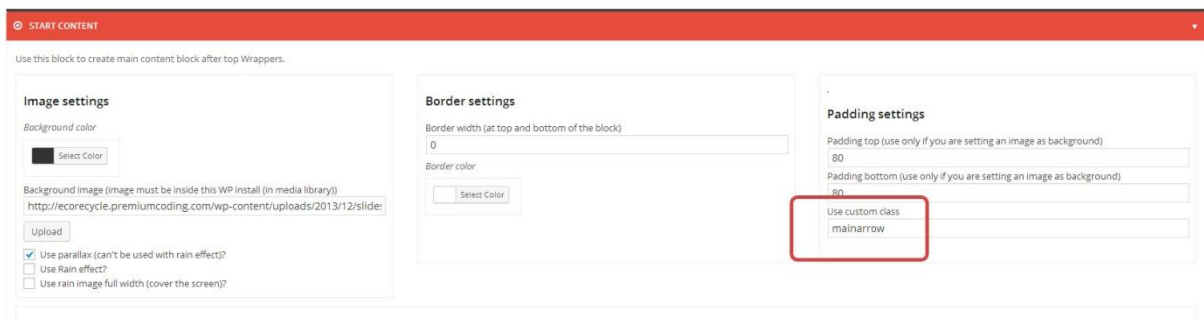 START CONTENT
Use this block to create main content block after top Wrappers.
Image settings
Background color
Select Color
Background image (image must be inside this WP install (in media library))
http://ecorecycle.premiumcoding.com/wp-content/uploads/2013/12/slides
Upload
Use parallax (can't be used with rain effect)?
Use Rain effect?
Use rain image full width (cover the screen)?
Border settings
Border width (at top and bottom of the block)
0
Border color
Select Color
Padding settings
Padding top (use only if you are setting an image as background)
80
Padding bottom (use only if you are setting an image as background)
80
Use custom class
mainarrow